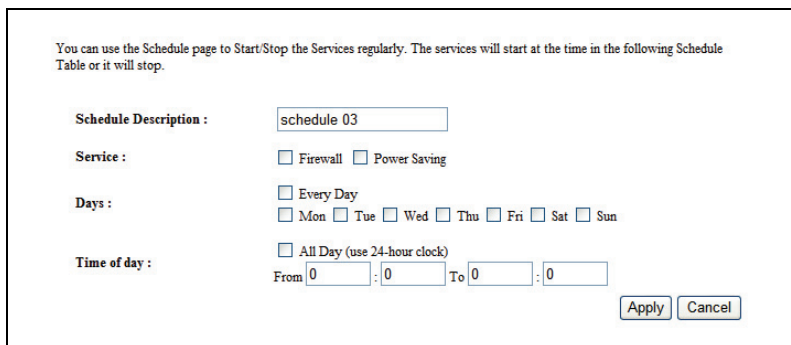 You can use the Schedule page to Start/Stop the Services regularly. The services will start at the time in the following Schedule
Table or it will stop.
Schedule Description : schedule 03
Service : Firewall Power Saving
Days : Every Day
Mon Tue Wed Thu Fri Sat Sun
Time of day : All Day (use 24-hour clock)
From 0 : 0 To 0 : 0
Apply Cancel